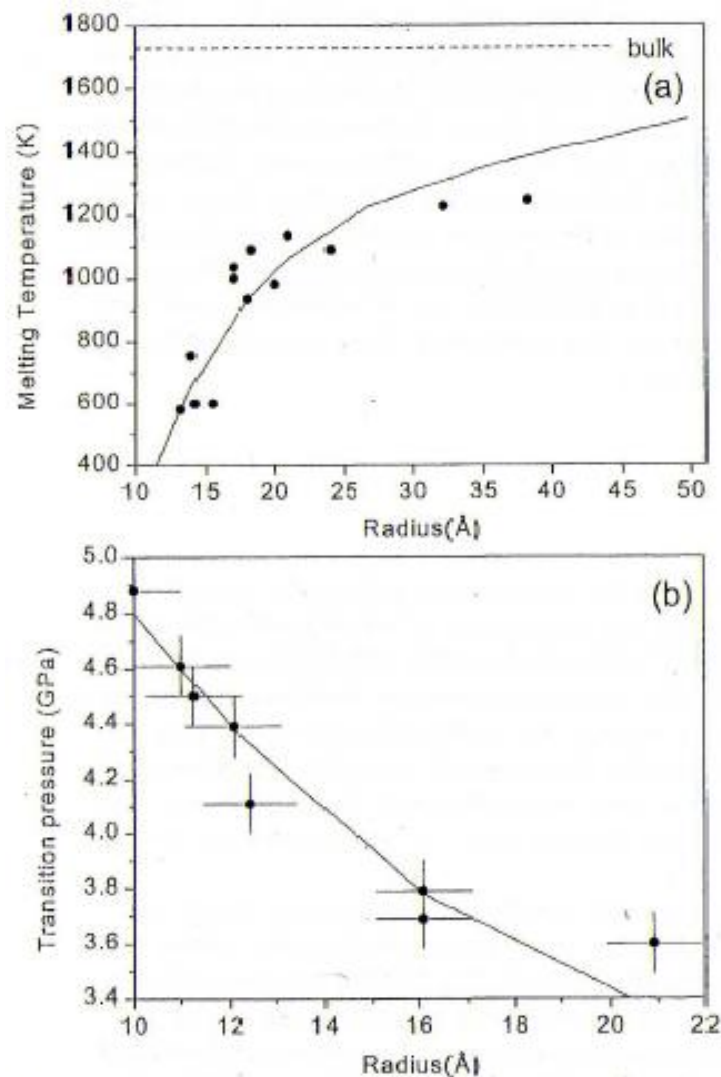 1800
bulk
1600
(a)
1400
1200
1000
800
600
400
Melting Temperature (K)
10 15 20 25 30 35 40 45 50
Radius(Å)
5.0
(b)
4.8
4.6
4.4
4.2
4.0
3.8
3.6
3.4
Transition pressure (GPa)
10 12 14 16 18 20 22
Radius(Å)